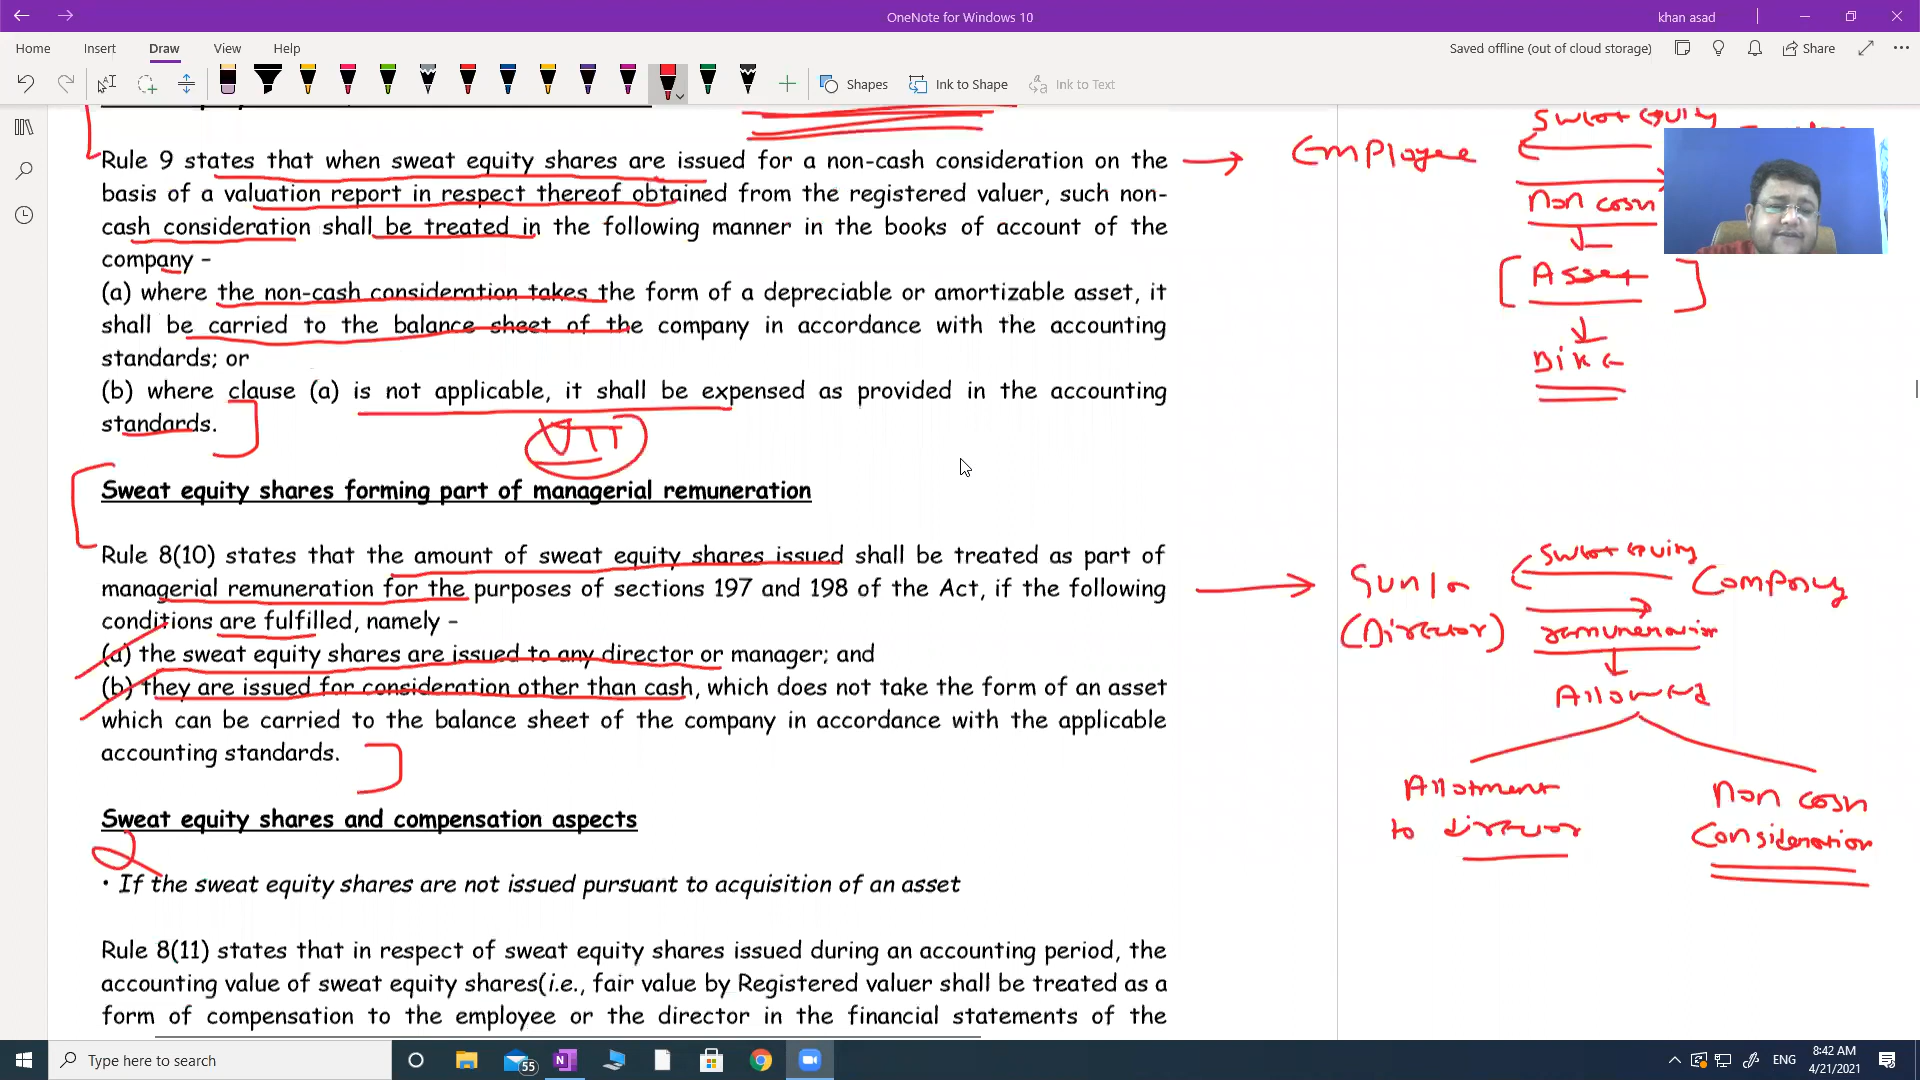 OneNote for Windows 10
khan asad
Home Insert Draw View Help
Saved offline (out of cloud storage)
Share
Shapes
Ink to Shape
Ink to Text
Rule 9 states that when sweat equity shares are issued for a non-cash consideration on the
basis of a valuation report in respect thereof obtained from the registered valuer, such non-
cash consideration shall be treated in the following manner in the books of account of the
company -
(a) where the non-cash consideration takes the form of a depreciable or amortizable asset, it
shall be carried to the balance sheet of the company in accordance with the accounting
standards; or
(b) where clause (a) is not applicable, it shall be expensed as provided in the accounting
standards.
Sweat equity shares forming part of managerial remuneration
Rule 8(10) states that the amount of sweat equity shares issued shall be treated as part of
managerial remuneration for the purposes of sections 197 and 198 of the Act, if the following
conditions are fulfilled, namely -
(a) the sweat equity shares are issued to any director or manager; and
(b) they are issued for consideration other than cash, which does not take the form of an asset
which can be carried to the balance sheet of the company in accordance with the applicable
accounting standards.
Sweat equity shares and compensation aspects
• If the sweat equity shares are not issued pursuant to acquisition of an asset
Rule 8(11) states that in respect of sweat equity shares issued during an accounting period, the
accounting value of sweat equity shares(i.e., fair value by Registered valuer shall be treated as a
form of compensation to the employee or the director in the financial statements of the
Sweat equity
Employee
Non cash
Asset
Bike
Sweat equity
Company
(Director)
remuneration
Allowed
Allotment
to director
Non cash
Consideration
Type here to search
55
ENG
8:42 AM
4/21/2021